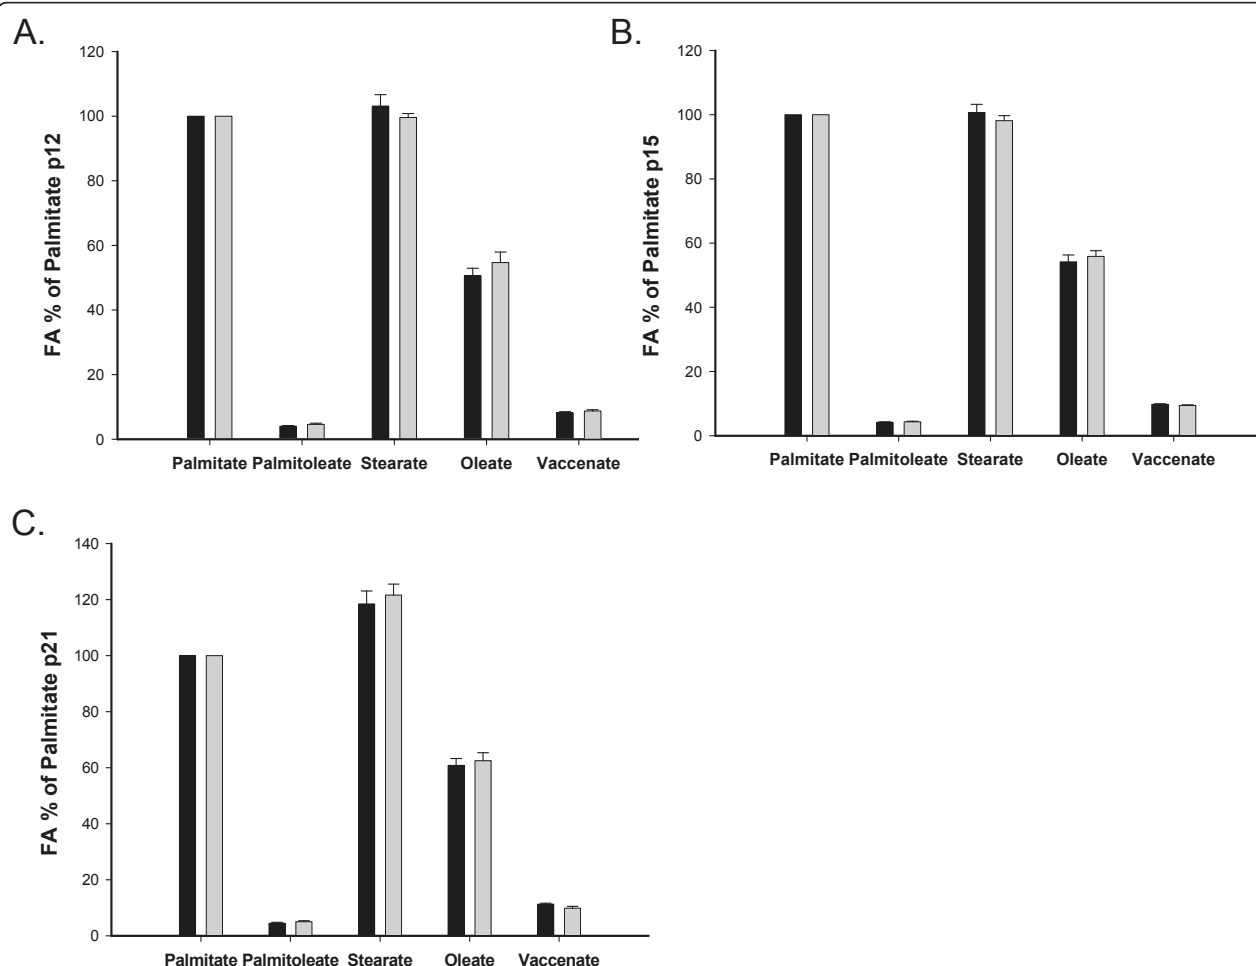 A.
FA % of Palmitate p12
120
100
80
60
40
20
0
Palmitate Palmitoleate Stearate Oleate Vaccenate
B.
FA % of Palmitate p15
120
100
80
60
40
20
0
Palmitate Palmitoleate Stearate Oleate Vaccenate
C.
FA % of Palmitate p21
140
120
100
80
60
40
20
0
Palmitate Palmitoleate Stearate Oleate Vaccenate